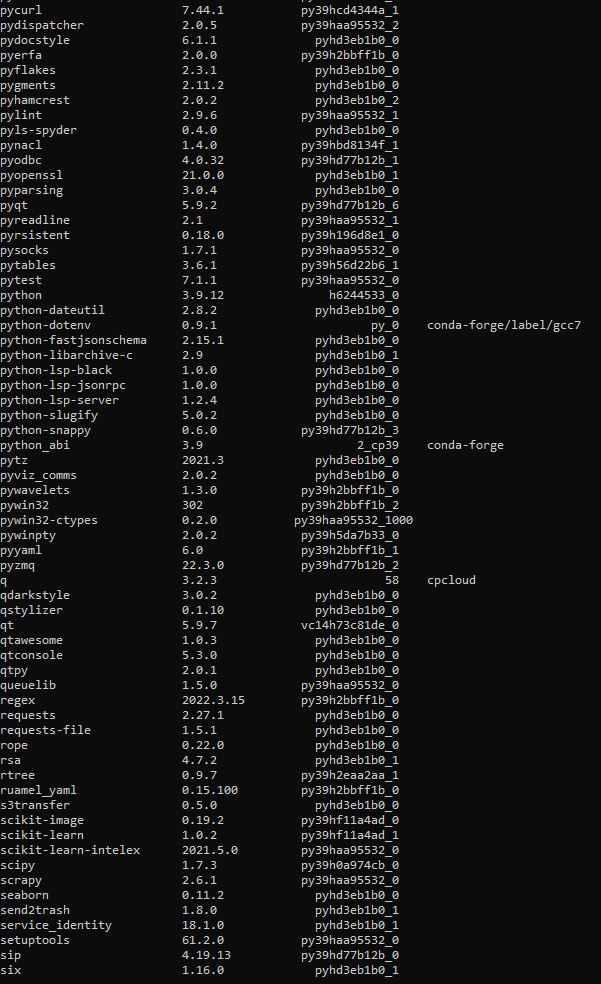 pycurl 7.44.1 py39hcd4344a_1
pydispatcher 2.0.5 py39haa95532_2
pydocstyle 6.1.1 pyhd3eb1b0_0
pyerfa 2.0.0 py39h2bbff1b_0
pyflakes 2.3.1 pyhd3eb1b0_0
pygments 2.11.2 pyhd3eb1b0_0
pyhamcrest 2.0.2 pyhd3eb1b0_2
pylint 2.9.6 py39haa95532_1
pyls-spyder 0.4.0 pyhd3eb1b0_0
pynacl 1.4.0 py39hbd8134f_1
pyodbc 4.0.32 py39hd77b12b_1
pyopenssl 21.0.0 pyhd3eb1b0_1
pyparsing 3.0.4 pyhd3eb1b0_0
pyqt 5.9.2 py39hd77b12b_6
pyreadline 2.1 py39haa95532_1
pyrsistent 0.18.0 py39h196d8e1_0
pysocks 1.7.1 py39haa95532_0
pytables 3.6.1 py39h56d22b6_1
pytest 7.1.1 py39haa95532_0
python 3.9.12 h6244533_0
python-dateutil 2.8.2 pyhd3eb1b0_0
python-dotenv 0.9.1 py_0 conda-forge/label/gcc7
python-fastjsonschema 2.15.1 pyhd3eb1b0_0
python-libarchive-c 2.9 pyhd3eb1b0_1
python-lsp-black 1.0.0 pyhd3eb1b0_0
python-lsp-jsonrpc 1.0.0 pyhd3eb1b0_0
python-lsp-server 1.2.4 pyhd3eb1b0_0
python-slugify 5.0.2 pyhd3eb1b0_0
python-snappy 0.6.0 py39hd77b12b_3
python_abi 3.9 2_cp39 conda-forge
pytz 2021.3 pyhd3eb1b0_0
pyviz_comms 2.0.2 pyhd3eb1b0_0
pywavelets 1.3.0 py39h2bbff1b_0
pywin32 302 py39h2bbff1b_2
pywin32-ctypes 0.2.0 py39haa95532_1000
pywinpty 2.0.2 py39h5da7b33_0
pyyaml 6.0 py39h2bbff1b_1
pyzmq 22.3.0 py39hd77b12b_2
q 3.2.3 58 cpcloud
qdarkstyle 3.0.2 pyhd3eb1b0_0
qstylizer 0.1.10 pyhd3eb1b0_0
qt 5.9.7 vc14h73c81de_0
qtawesome 1.0.3 pyhd3eb1b0_0
qtconsole 5.3.0 pyhd3eb1b0_0
qtpy 2.0.1 pyhd3eb1b0_0
queuelib 1.5.0 py39haa95532_0
regex 2022.3.15 py39h2bbff1b_0
requests 2.27.1 pyhd3eb1b0_0
requests-file 1.5.1 pyhd3eb1b0_0
rope 0.22.0 pyhd3eb1b0_0
rsa 4.7.2 pyhd3eb1b0_1
rtree 0.9.7 py39h2eaa2aa_1
ruamel_yaml 0.15.100 py39h2bbff1b_0
s3transfer 0.5.0 pyhd3eb1b0_0
scikit-image 0.19.2 py39hf11a4ad_0
scikit-learn 1.0.2 py39hf11a4ad_1
scikit-learn-intelex 2021.5.0 py39haa95532_0
scipy 1.7.3 py39h0a974cb_0
scrapy 2.6.1 py39haa95532_0
seaborn 0.11.2 pyhd3eb1b0_0
send2trash 1.8.0 pyhd3eb1b0_1
service_identity 18.1.0 pyhd3eb1b0_1
setuptools 61.2.0 py39haa95532_0
sip 4.19.13 py39hd77b12b_0
six 1.16.0 pyhd3eb1b0_1